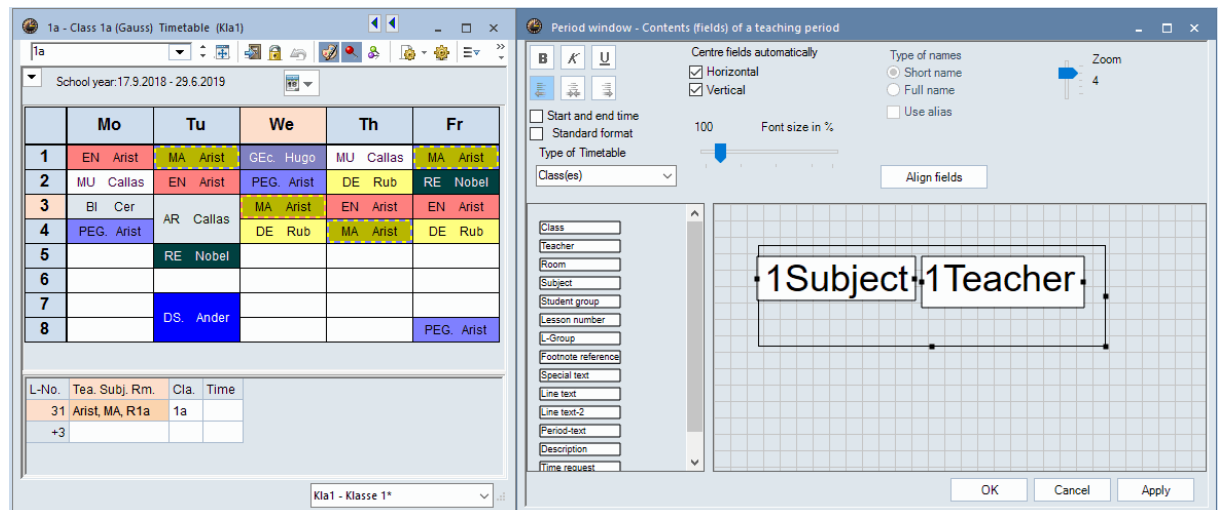 1a - Class 1a (Gauss) Timetable (Kla1)
1a
School year:17.9.2018 - 29.6.2019
Mo Tu We Th Fr
1 EN Arist MA Arist GEc. Hugo MU Callas MA Arist
2 MU Callas EN Arist PEG. Arist DE Rub RE Nobel
3 BI Cer AR Callas MA Arist EN Arist EN Arist
4 PEG. Arist DE Rub MA Arist DE Rub
5 RE Nobel
6
7 DS. Ander
8 PEG. Arist
L-No. Tea. Subj. Rm. Cla. Time
31 Arist, MA, R1a 1a
+3
Kla1 - Klasse 1*
Period window - Contents (fields) of a teaching period
B K U
Centre fields automatically
Horizontal
Vertical
Type of names
Short name
Full name
Use alias
Zoom
4
Start and end time
Standard format
100 Font size in %
Type of Timetable
Class(es)
Align fields
Class
Teacher
Room
Subject
Student group
Lesson number
L-Group
Footnote reference
Special text
Line text
Line text-2
Period-text
Description
Time request
1Subject 1Teacher
OK Cancel Apply